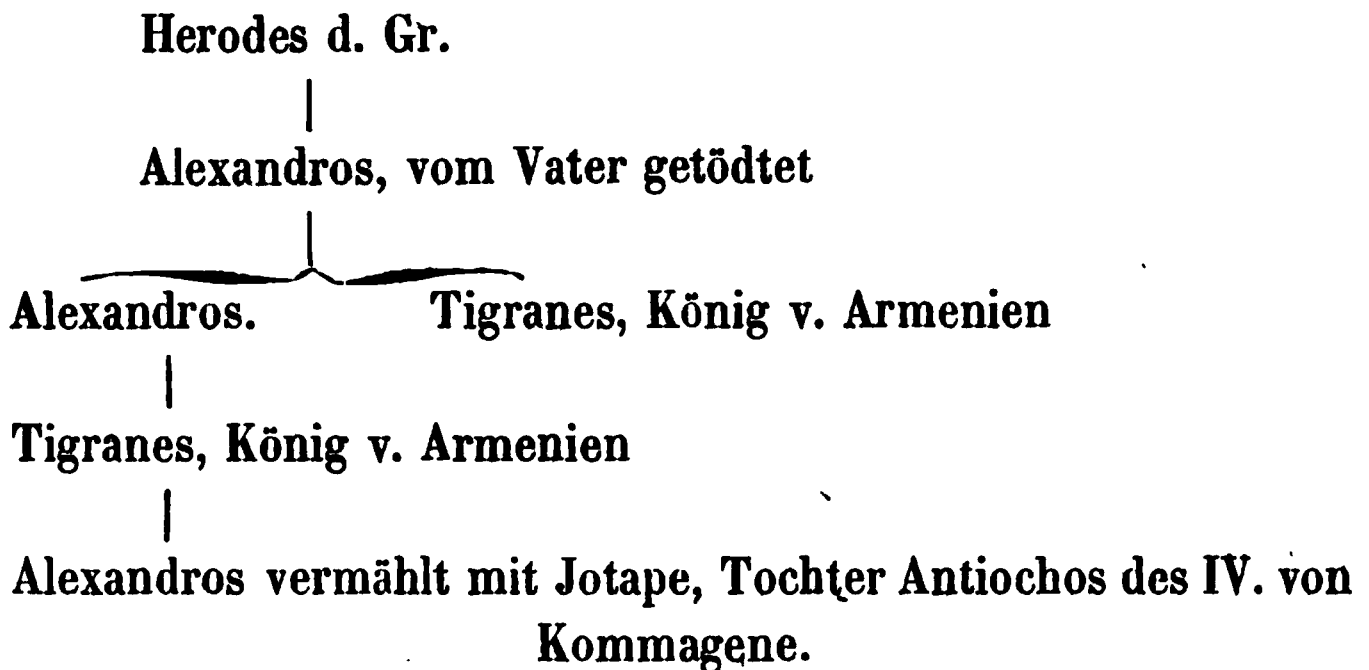 Herodes d. Gr.
Alexandros, vom Vater getödtet
Alexandros. Tigranes, König v. Armenien
Tigranes, König v. Armenien
Alexandros vermählt mit Jotape, Tochter Antiochos des IV. von
Kommagene.